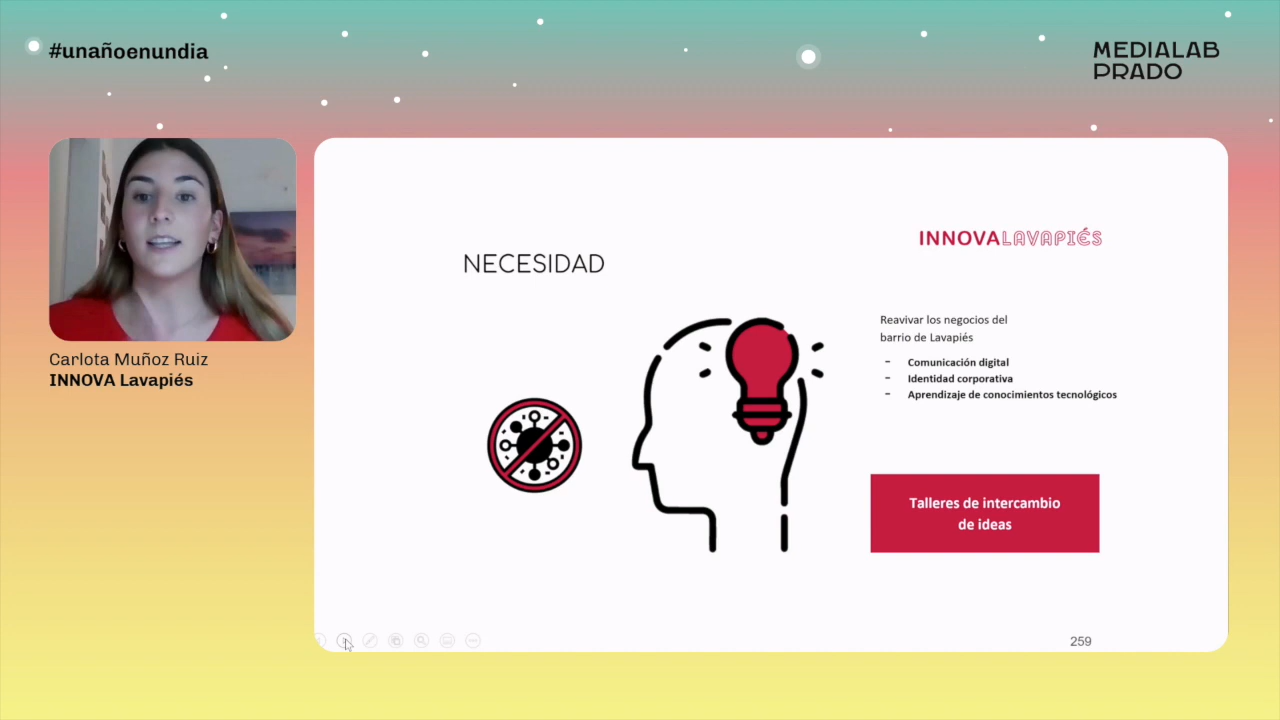 #unañoenundia
MEDIALAB
PRADO
Carlota Muñoz Ruiz
INNOVA Lavapiés
INNOVALAVAPIÉS
NECESIDAD
Reavivar los negocios del
barrio de Lavapiés
- Comunicación digital
- Identidad corporativa
- Aprendizaje de conocimientos tecnológicos
Talleres de intercambio
de ideas
259